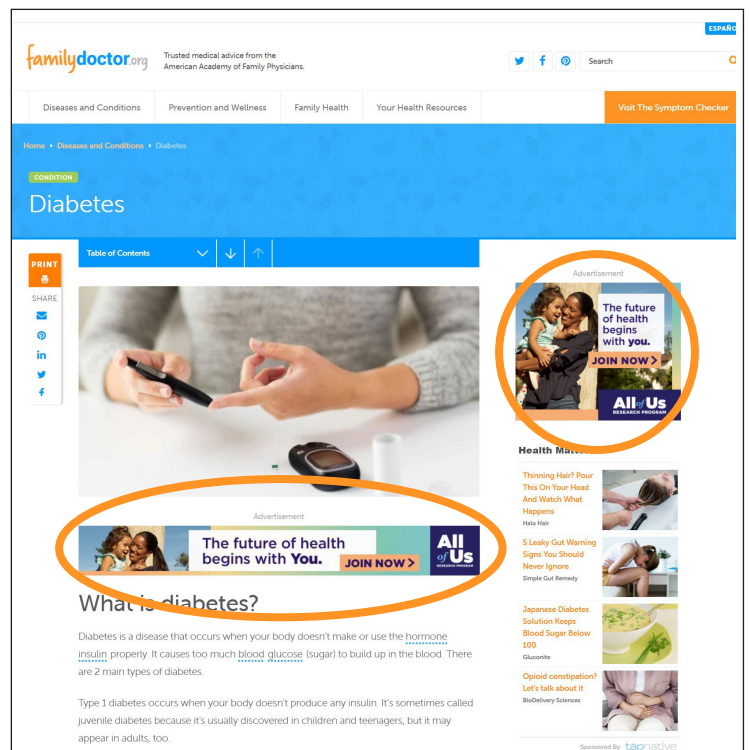 ESPAÑO
familydoctor.org
Trusted medical advice from the
American Academy of Family Physicians.
Search
Diseases and Conditions
Prevention and Wellness
Family Health
Your Health Resources
Visit The Symptom Checker
Home
Diseases and Conditions
Diabetes
CONDITION
Diabetes
PRINT
SHARE
Table of Contents
Advertisement
The future
of health
begins
with you.
JOIN NOW >
All of Us
RESEARCH PROGRAM
Advertisement
The future of health
begins with You.
JOIN NOW >
All
of Us
RESEARCH PROGRAM
What is diabetes?
Diabetes is a disease that occurs when your body doesn't make or use the hormone
insulin properly. It causes too much blood glucose (sugar) to build up in the blood. There
are 2 main types of diabetes.
Type 1 diabetes occurs when your body doesn't produce any insulin. It's sometimes called
juvenile diabetes because it's usually discovered in children and teenagers, but it may
appear in adults, too.
Health
Thinning Hair? Pour
This On Your Head
And Watch What
Happens
Halo Hair
5 Leaky Gut Warning
Signs You Should
Never Ignore
Simple Gut Remedy
Japanese Diabetes
Solution Keeps
Blood Sugar Below
100
Gluconite
Opioid constipation?
Let's talk about it
BioDelivery Sciences
Sponsored By tapnative